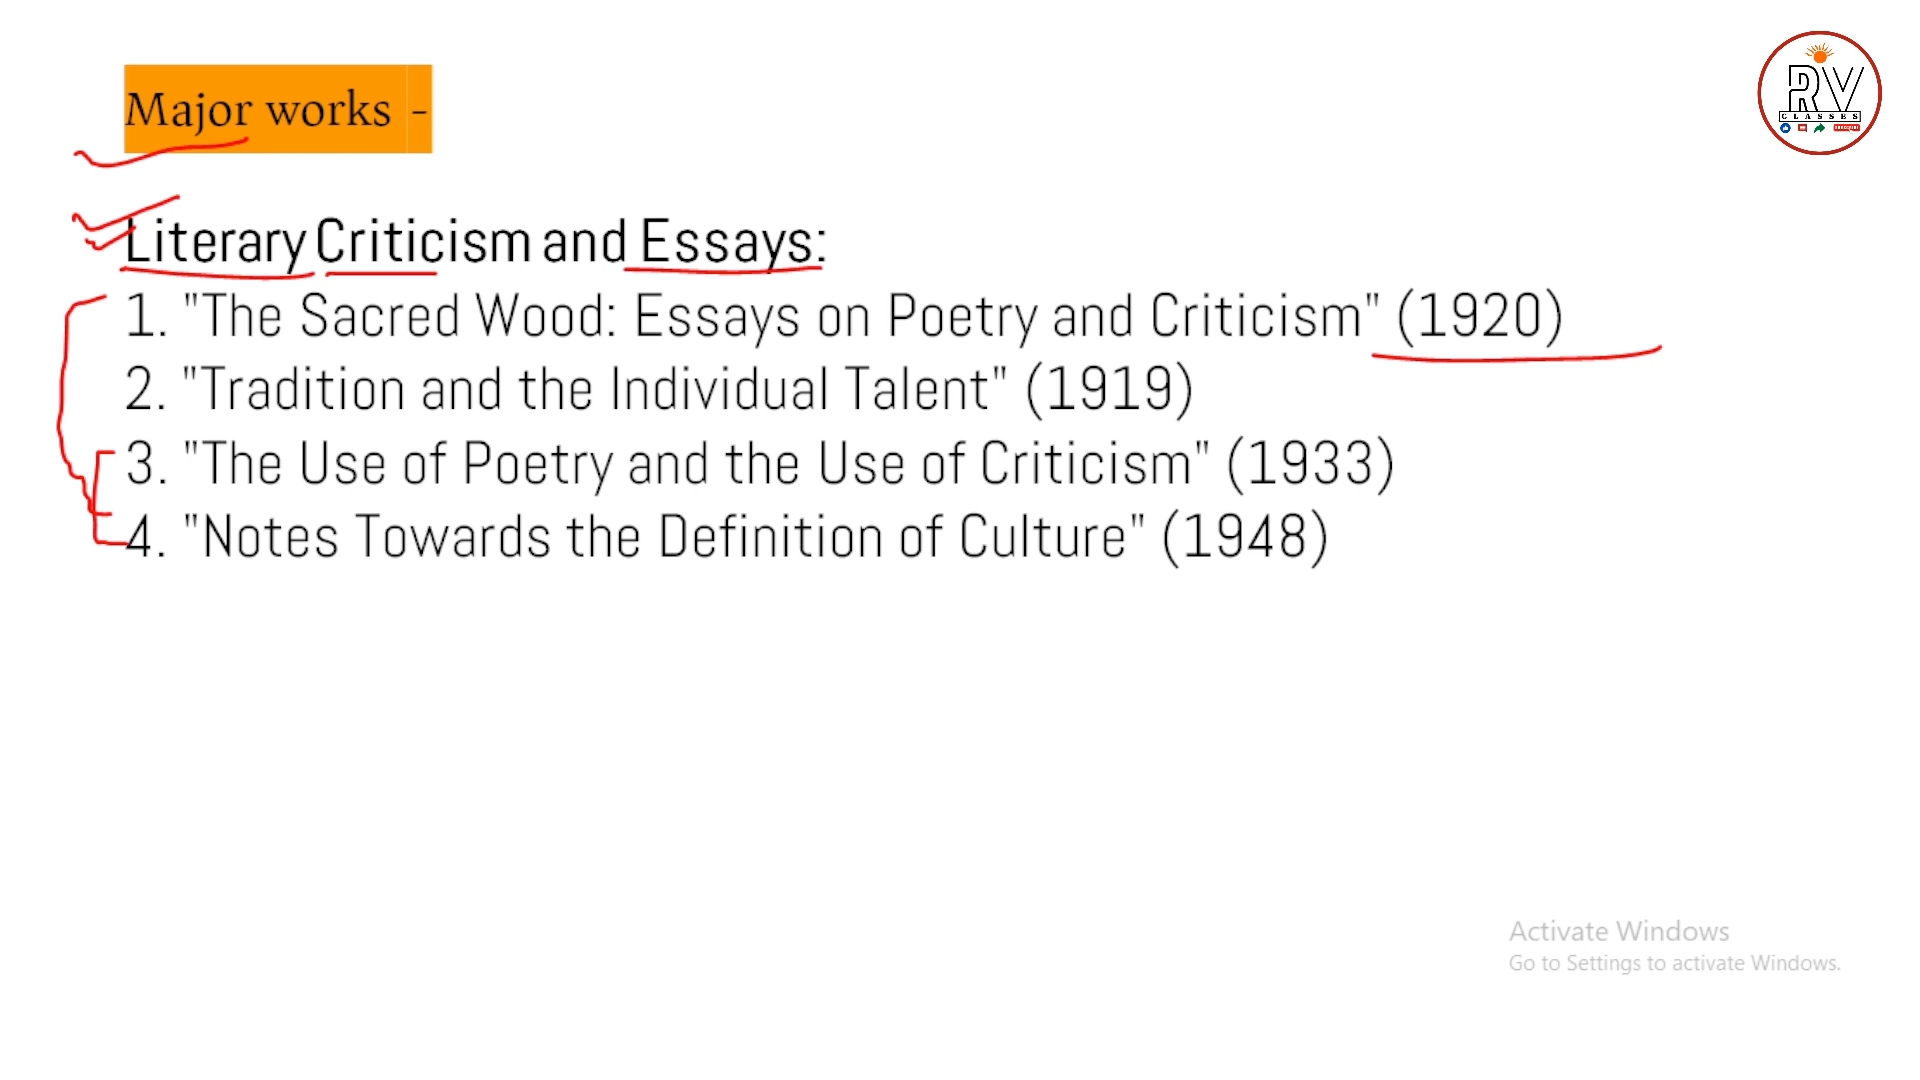 Major works -
RV
CLASSES
Literary Criticism and Essays:
1. "The Sacred Wood: Essays on Poetry and Criticism" (1920)
2. "Tradition and the Individual Talent" (1919)
3. "The Use of Poetry and the Use of Criticism" (1933)
4. "Notes Towards the Definition of Culture" (1948)
Activate Windows
Go to Settings to activate Windows.